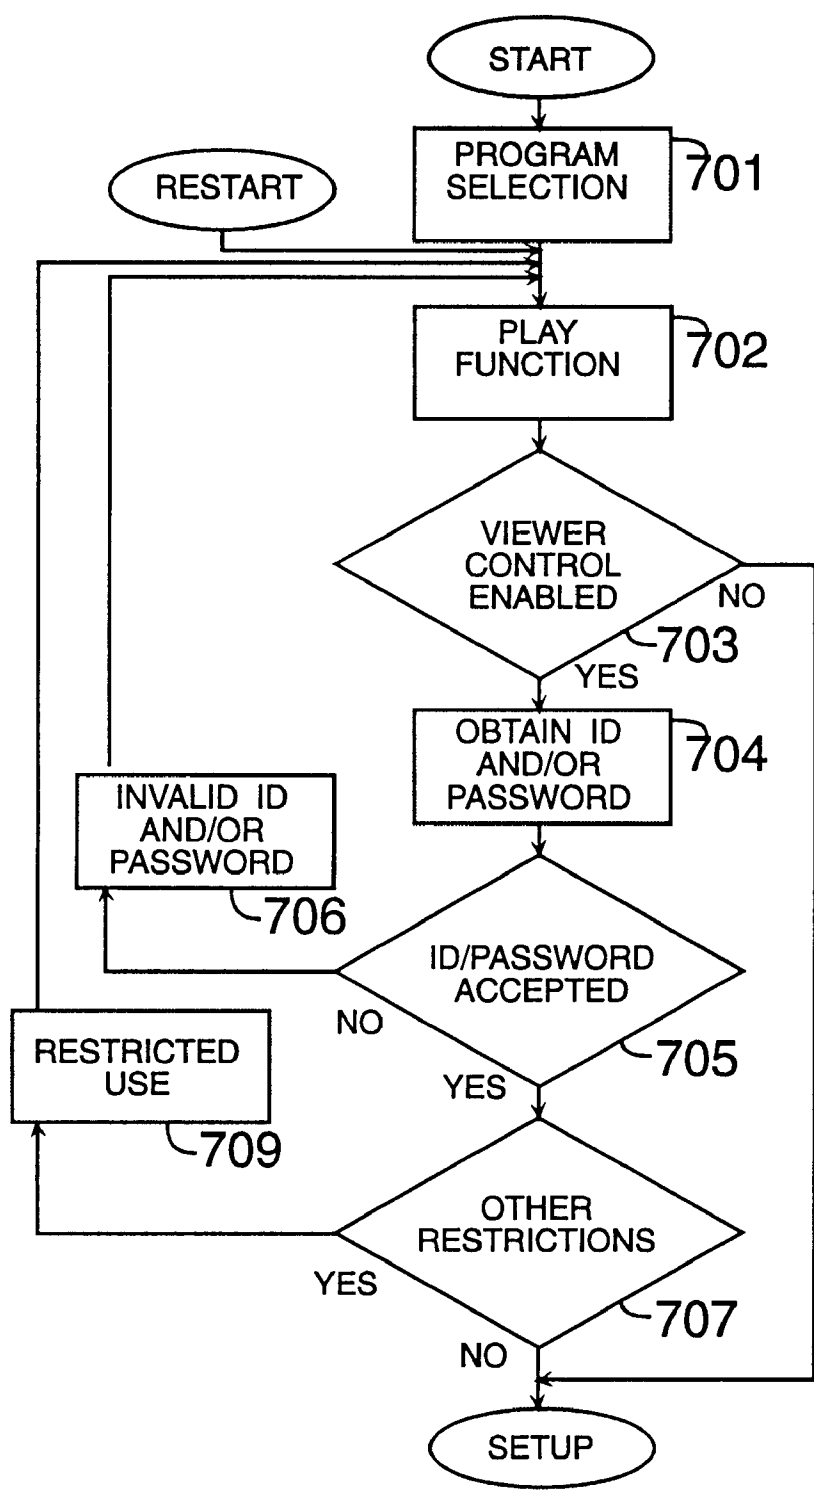 START
PROGRAM
SELECTION
701
RESTART
PLAY
FUNCTION
702
VIEWER
CONTROL
ENABLED
NO
703
YES
OBTAIN ID
AND/OR
PASSWORD
704
INVALID ID
AND/OR
PASSWORD
706
ID/PASSWORD
ACCEPTED
NO
705
YES
RESTRICTED
USE
709
OTHER
RESTRICTIONS
YES
707
NO
SETUP